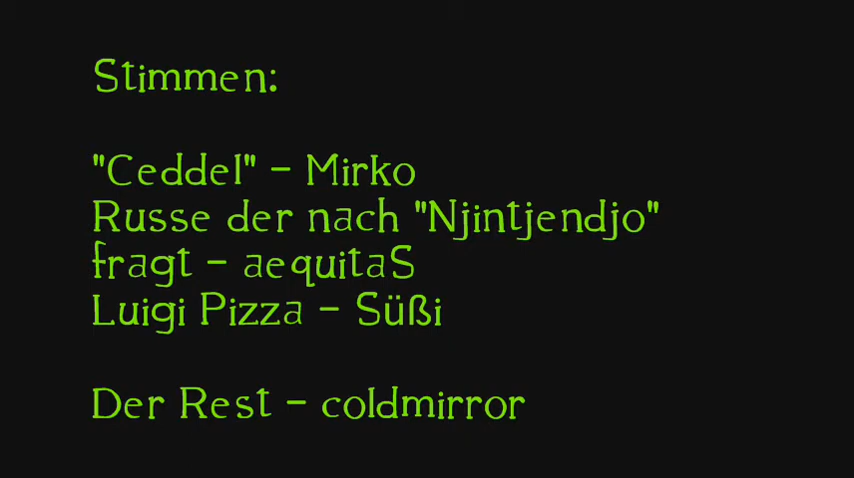 Stimmen:
"Ceddel" - Mirko
Russe der nach "Njintjendjo"
fragt - aequitaS
Luigi Pizza - Süßi
Der Rest - coldmirror